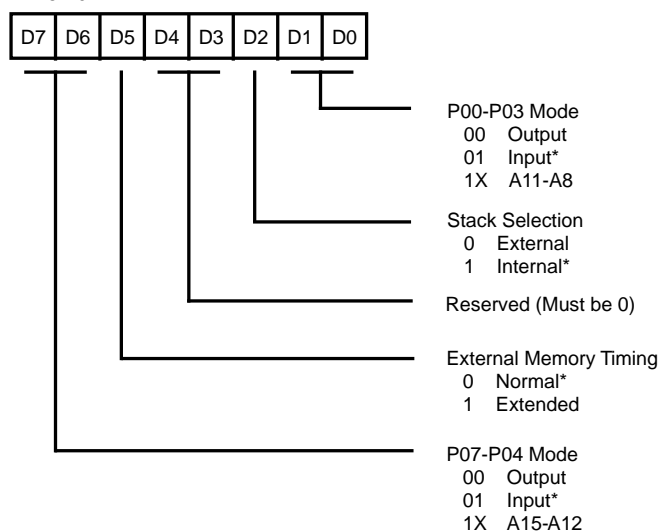 D7 D6 D5 D4 D3 D2 D1 D0
P00-P03 Mode
00 Output
01 Input*
1X A11-A8
Stack Selection
0 External
1 Internal*
Reserved (Must be 0)
External Memory Timing
0 Normal*
1 Extended
P07-P04 Mode
00 Output
01 Input*
1X A15-A12